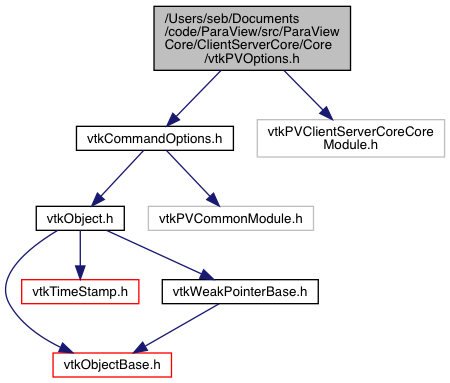 /Users/seb/Documents
/code/ParaView/src/ParaView
Core/ClientServerCore/Core
/vtkPVOptions.h
vtkCommandOptions.h
vtkPVClientServerCoreCore
Module.h
vtkObject.h
vtkPVCommonModule.h
vtkTimeStamp.h
vtkWeakPointerBase.h
vtkObjectBase.h